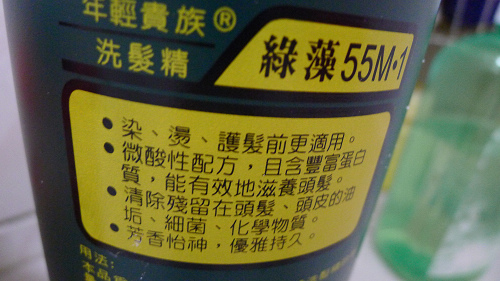 年輕貴族®
洗髮精
綠藻55M·1
•染、燙、護髮前更適用。
•微酸性配方,且含豐富蛋白
質,能有效地滋養頭髮。
•清除殘留在頭髮、頭皮的油
垢、細菌、化學物質。
•芳香怡神,優雅持久。
用法:
本品